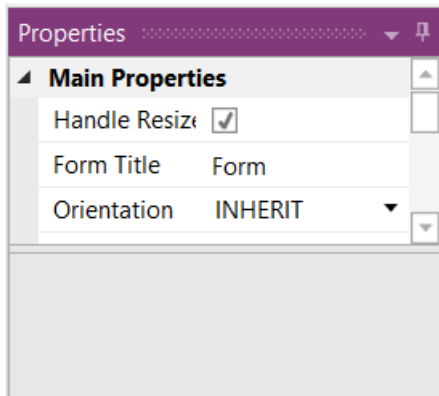 Properties
Main Properties
Handle Resize
Form Title Form
Orientation INHERIT